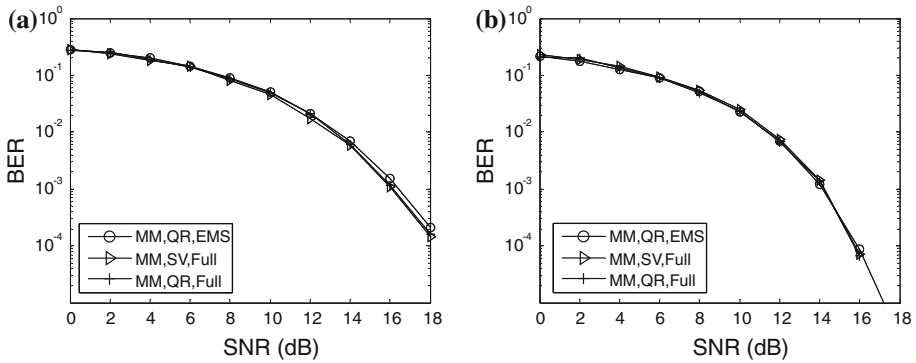 (a)
10^0
10^-1
10^-2
10^-3
10^-4
BER
MM,QR,EMS
MM,SV,Full
MM,QR,Full
0 2 4 6 8 10 12 14 16 18
SNR (dB)
(b)
10^0
10^-1
10^-2
10^-3
10^-4
BER
MM,QR,EMS
MM,SV,Full
MM,QR,Full
0 2 4 6 8 10 12 14 16 18
SNR (dB)